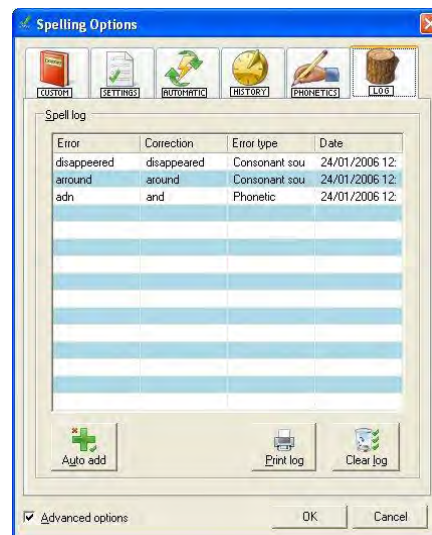 Spelling Options
CUSTOM SETTINGS AUTOMATIC HISTORY PHONETICS LOG
Spell log
Error Correction Error type Date
disappeered disappeared Consonant sou 24/01/2006 12:
arround around Consonant sou 24/01/2006 12:
adn and Phonetic 24/01/2006 12:
Auto add Print log Clear log
Advanced options OK Cancel